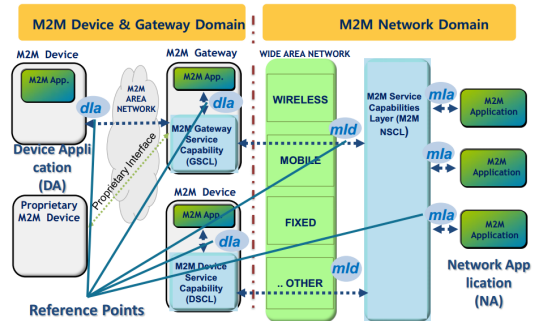 M2M Device & Gateway Domain
M2M Network Domain
M2M Device
M2M App.
dla
Device Appli
cation
(DA)
Proprietary
M2M Device
M2M
AREA
NETWORK
Proprietary Interface
M2M Gateway
M2M App.
dla
M2M Gateway
Service
Capability
(GSCL)
M2M Device
M2M App.
dla
M2M Device
Service
Capability
(DSCL)
Reference Points
WIDE AREA NETWORK
WIRELESS
MOBILE
FIXED
.. OTHER
mld
mld
M2M Service
Capabilities
Layer (M2M
NSCL)
mla
M2M
Application
mla
M2M
Application
mla
M2M
Application
Network App
lication
(NA)